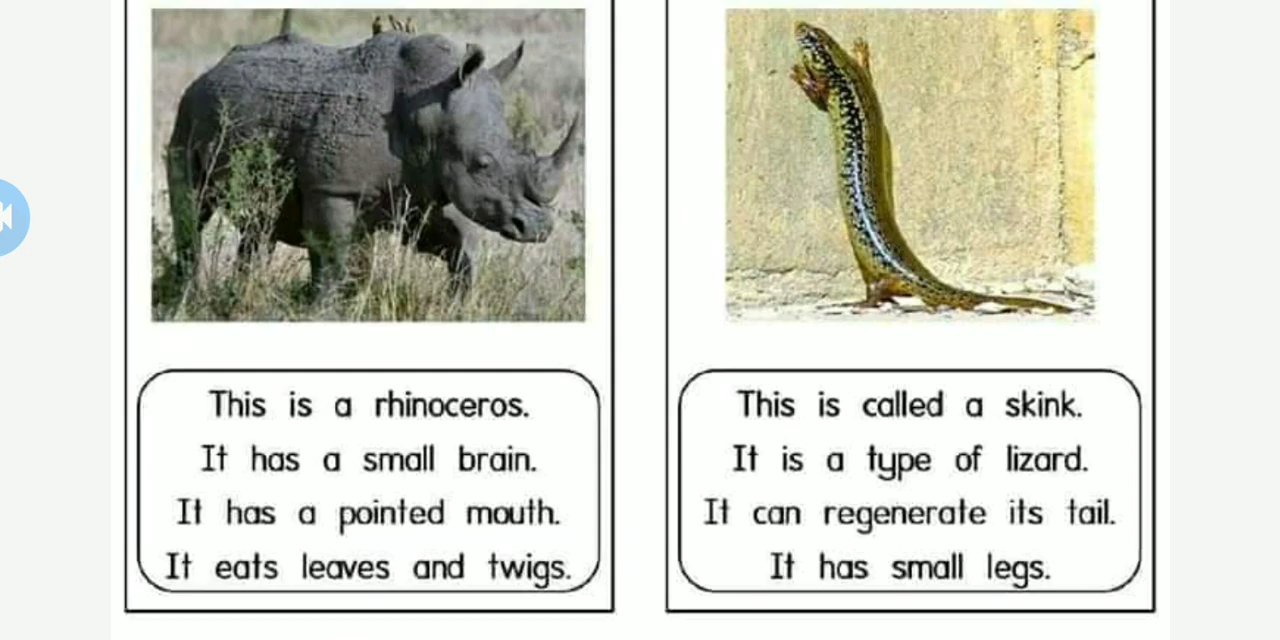 This is a rhinoceros.
It has a small brain.
It has a pointed mouth.
It eats leaves and twigs.
This is called a skink.
It is a type of lizard.
It can regenerate its tail.
It has small legs.